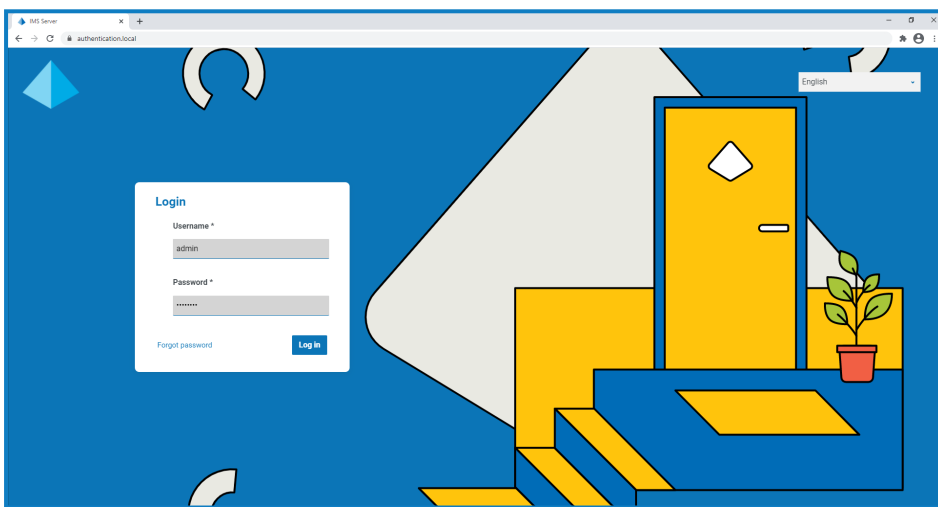 IMS Server
authentication.local
English
Login
Username *
admin
Password *
••••••••
Forgot password
Log in